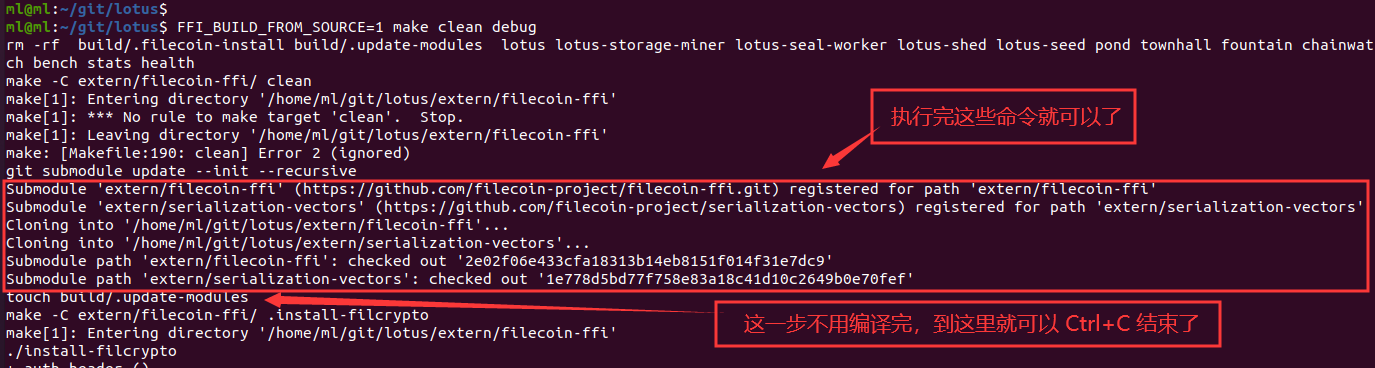 ml@ml:~/git/lotus$
ml@ml:~/git/lotus$ FFI_BUILD_FROM_SOURCE=1 make clean debug
rm -rf  build/.filecoin-install build/.update-modules  lotus lotus-storage-miner lotus-seal-worker lotus-shed lotus-seed pond townhall fountain chainwat
ch bench stats health
make -C extern/filecoin-ffi/ clean
make[1]: Entering directory '/home/ml/git/lotus/extern/filecoin-ffi'
make[1]: *** No rule to make target 'clean'.  Stop.
执行完这些命令就可以了
make[1]: Leaving directory '/home/ml/git/lotus/extern/filecoin-ffi'
make: [Makefile:190: clean] Error 2 (ignored)
git submodule update --init --recursive
Submodule 'extern/filecoin-ffi' (https://github.com/filecoin-project/filecoin-ffi.git) registered for path 'extern/filecoin-ffi'
Submodule 'extern/serialization-vectors' (https://github.com/filecoin-project/serialization-vectors) registered for path 'extern/serialization-vectors'
Cloning into '/home/ml/git/lotus/extern/filecoin-ffi'...
Cloning into '/home/ml/git/lotus/extern/serialization-vectors'...
Submodule path 'extern/filecoin-ffi': checked out '2e02f06e433cfa18313b14eb8151f014f31e7dc9'
Submodule path 'extern/serialization-vectors': checked out '1e778d5bd77f758e83a18c41d10c2649b0e70fef'
touch build/.update-modules
make -C extern/filecoin-ffi/ .install-filcrypto
这一步不用编译完，到这里就可以 Ctrl+C 结束了
make[1]: Entering directory '/home/ml/git/lotus/extern/filecoin-ffi'
./install-filcrypto
+ auth_header=()